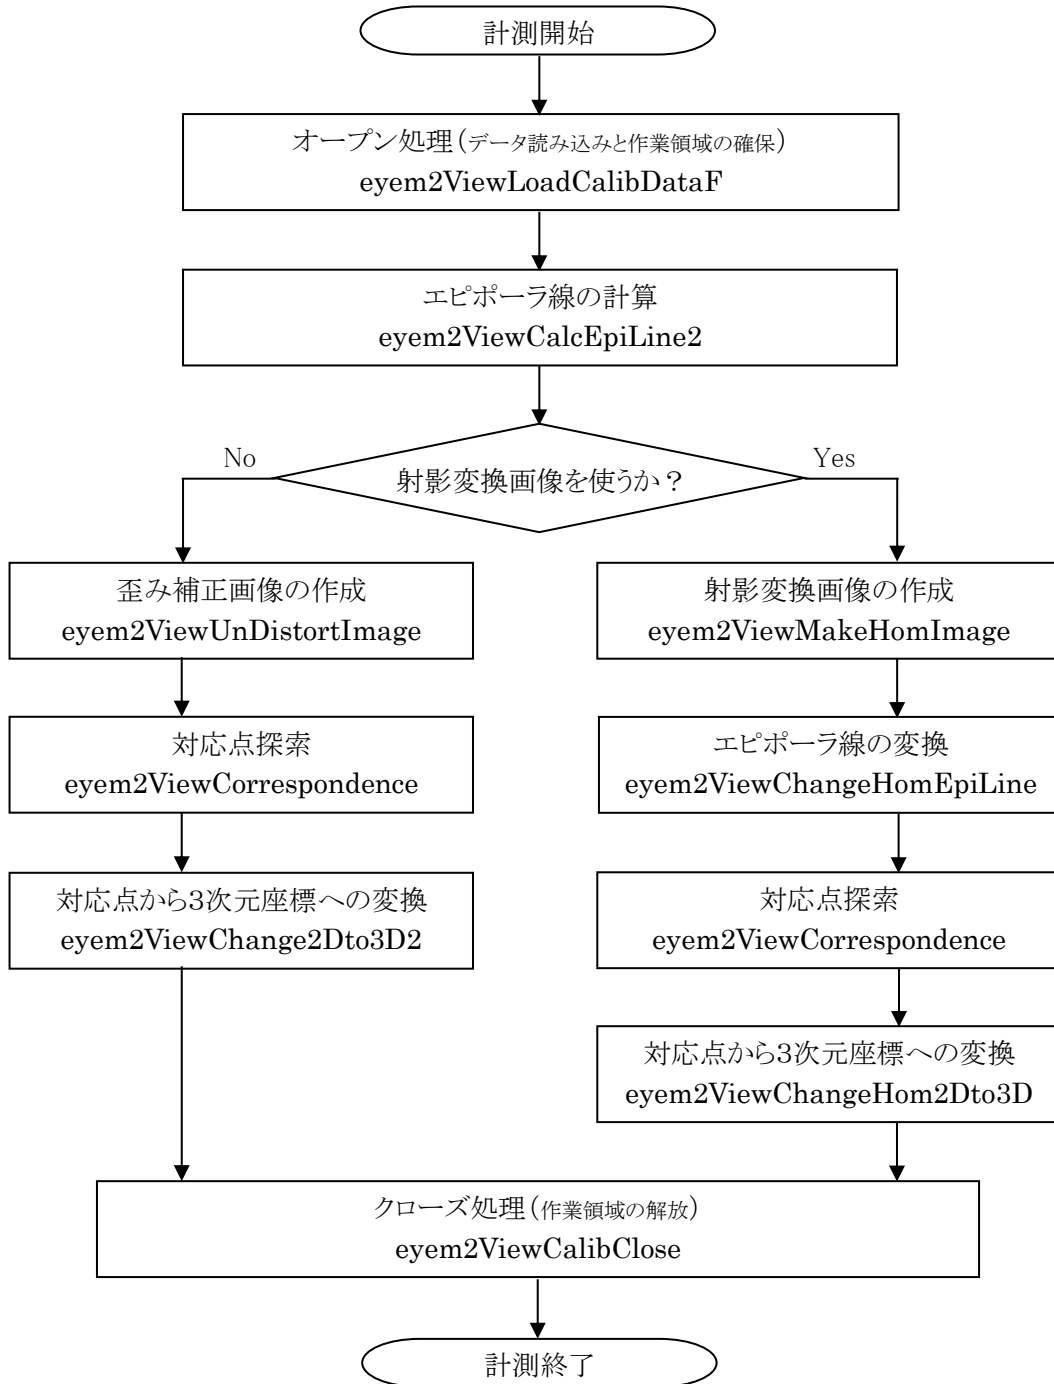 計測開始
オープン処理(データ読み込みと作業領域の確保)
eyem2ViewLoadCalibDataF
エピポーラ線の計算
eyem2ViewCalcEpiLine2
射影変換画像を使うか？
No
Yes
歪み補正画像の作成
eyem2ViewUnDistortImage
対応点探索
eyem2ViewCorrespondence
対応点から３次元座標への変換
eyem2ViewChange2Dto3D2
射影変換画像の作成
eyem2ViewMakeHomImage
エピポーラ線の変換
eyem2ViewChangeHomEpiLine
対応点探索
eyem2ViewCorrespondence
対応点から３次元座標への変換
eyem2ViewChangeHom2Dto3D
クローズ処理(作業領域の解放)
eyem2ViewCalibClose
計測終了